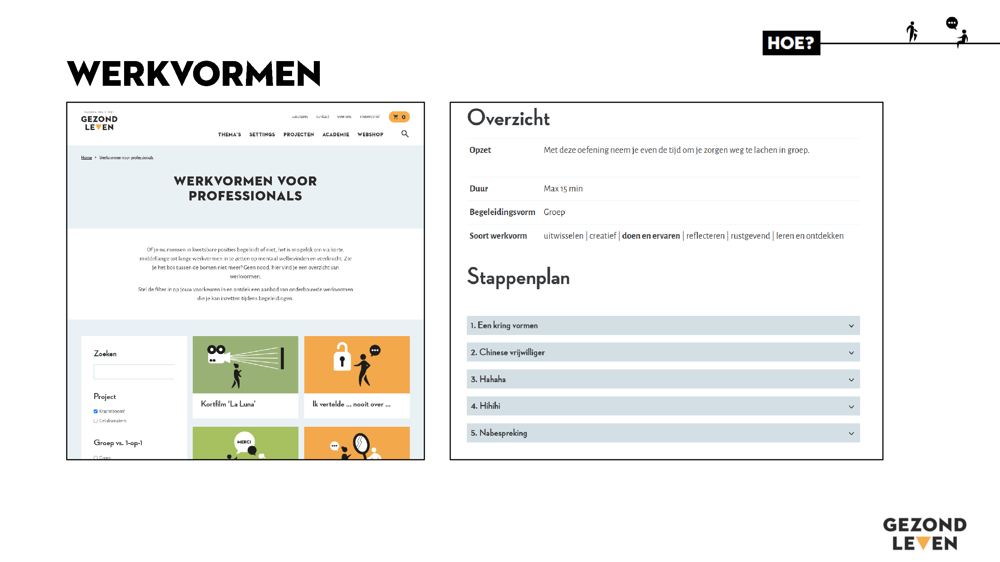 HOE?
WERKVORMEN
VLAAMS INSTITUUT
GEZOND
LEVEN
vacatures contact over ons nieuwsbrief 0
THEMA'S SETTINGS PROJECTEN ACADEMIE WEBSHOP
Home > Werkvormen voor professionals
WERKVORMEN VOOR
PROFESSIONALS
Of je nu mensen in kwetsbare posities begeleidt of niet, het is mogelijk om via korte,
middellange tot lange werkvormen in te zetten op mentaal welbevinden en veerkracht. Zie
je het bos tussen de bomen niet meer? Geen nood, hier vind je een overzicht van
werkvormen.
Stel de filter in op jouw voorkeuren in en ontdek een aanbod van onderbouwde werkvormen
die je kan inzetten tijdens begeleidingen.
Zoeken
Project
Krachtboom!
Geluksmakers
Groep vs. 1-op-1
Groep
Kortfilm ‘La Luna’
Ik vertelde ... nooit over ...
MERCI
Overzicht
Opzet Met deze oefening neem je even de tijd om je zorgen weg te lachen in groep.
Duur Max 15 min
Begeleidingsvorm Groep
Soort werkvorm uitwisselen | creatief | doen en ervaren | reflecteren | rustgevend | leren en ontdekken
Stappenplan
1. Een kring vormen
2. Chinese vrijwilliger
3. Hahaha
4. Hihihi
5. Nabespreking
GEZOND
LEVEN